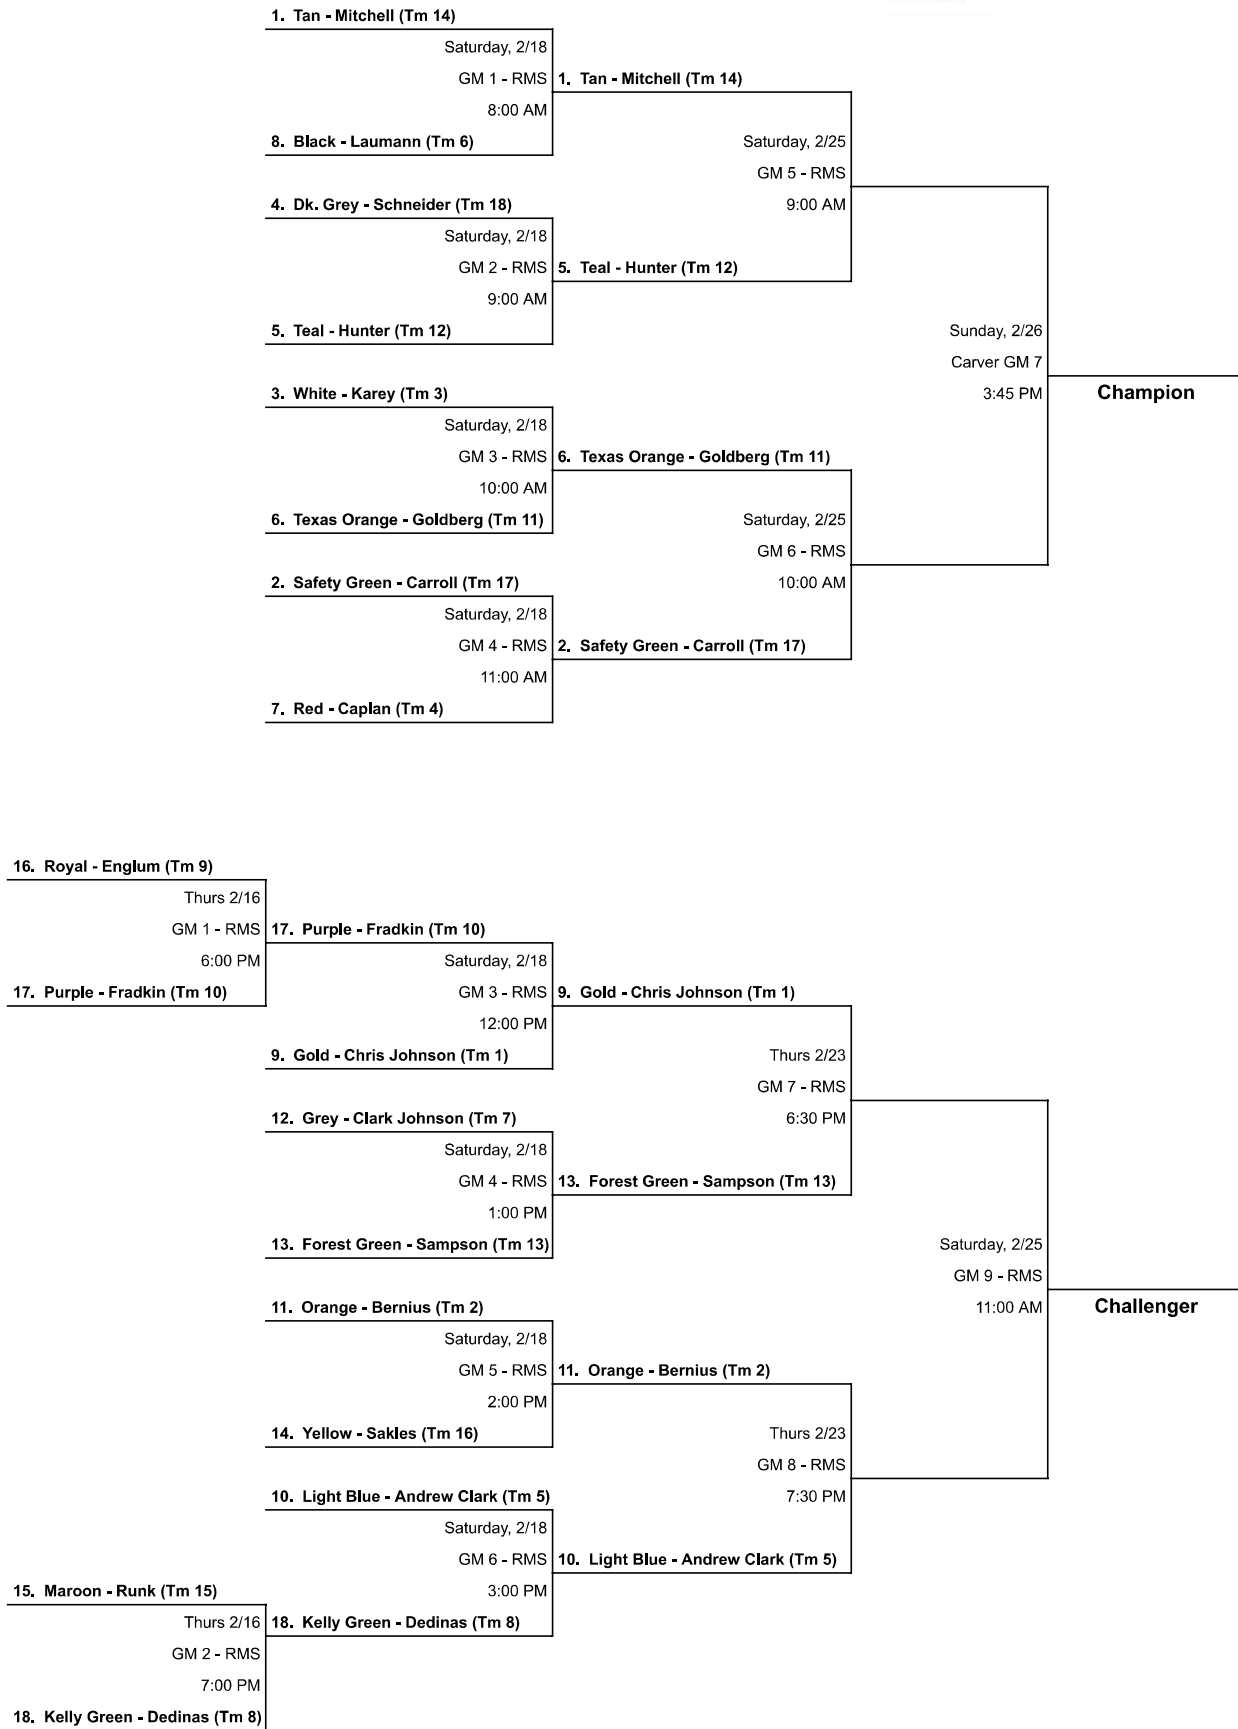 1. Tan - Mitchell (Tm 14)
Saturday, 2/18
GM 1 - RMS
1. Tan - Mitchell (Tm 14)
8:00 AM
8. Black - Laumann (Tm 6)
Saturday, 2/25
GM 5 - RMS
9:00 AM
4. Dk. Grey - Schneider (Tm 18)
Saturday, 2/18
GM 2 - RMS
5. Teal - Hunter (Tm 12)
9:00 AM
5. Teal - Hunter (Tm 12)
Sunday, 2/26
Carver GM 7
3:45 PM
Champion
3. White - Karey (Tm 3)
Saturday, 2/18
GM 3 - RMS
6. Texas Orange - Goldberg (Tm 11)
10:00 AM
6. Texas Orange - Goldberg (Tm 11)
Saturday, 2/25
GM 6 - RMS
10:00 AM
2. Safety Green - Carroll (Tm 17)
Saturday, 2/18
GM 4 - RMS
2. Safety Green - Carroll (Tm 17)
11:00 AM
7. Red - Caplan (Tm 4)
16. Royal - Englum (Tm 9)
Thurs 2/16
GM 1 - RMS
17. Purple - Fradkin (Tm 10)
6:00 PM
17. Purple - Fradkin (Tm 10)
Saturday, 2/18
GM 3 - RMS
9. Gold - Chris Johnson (Tm 1)
12:00 PM
9. Gold - Chris Johnson (Tm 1)
Thurs 2/23
GM 7 - RMS
6:30 PM
12. Grey - Clark Johnson (Tm 7)
Saturday, 2/18
GM 4 - RMS
13. Forest Green - Sampson (Tm 13)
1:00 PM
13. Forest Green - Sampson (Tm 13)
Saturday, 2/25
GM 9 - RMS
11:00 AM
Challenger
11. Orange - Bernius (Tm 2)
Saturday, 2/18
GM 5 - RMS
11. Orange - Bernius (Tm 2)
2:00 PM
14. Yellow - Sakles (Tm 16)
Thurs 2/23
GM 8 - RMS
7:30 PM
10. Light Blue - Andrew Clark (Tm 5)
Saturday, 2/18
GM 6 - RMS
10. Light Blue - Andrew Clark (Tm 5)
3:00 PM
15. Maroon - Runk (Tm 15)
Thurs 2/16
18. Kelly Green - Dedinas (Tm 8)
GM 2 - RMS
7:00 PM
18. Kelly Green - Dedinas (Tm 8)